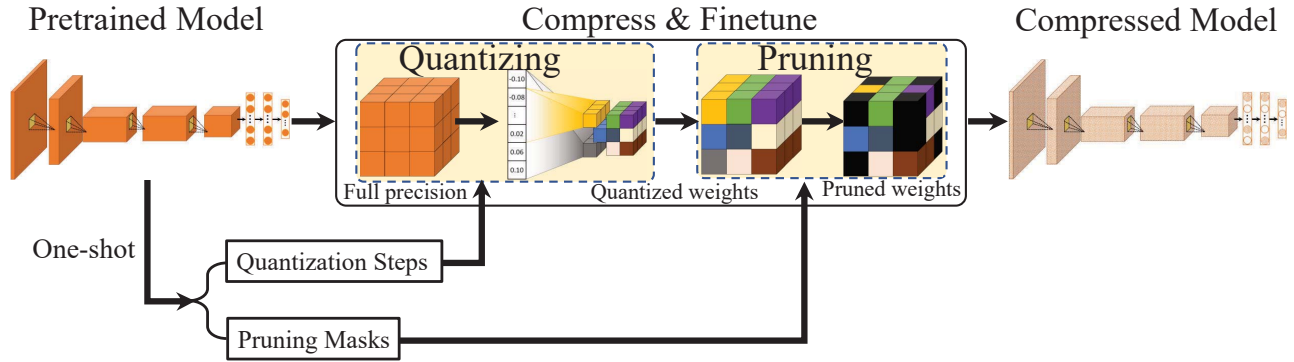 Pretrained Model
Compress & Finetune
Compressed Model
Quantizing
Pruning
-0.10
-0.08
⋮
0.02
0.06
0.10
Full precision
Quantized weights
Pruned weights
One-shot
Quantization Steps
Pruning Masks